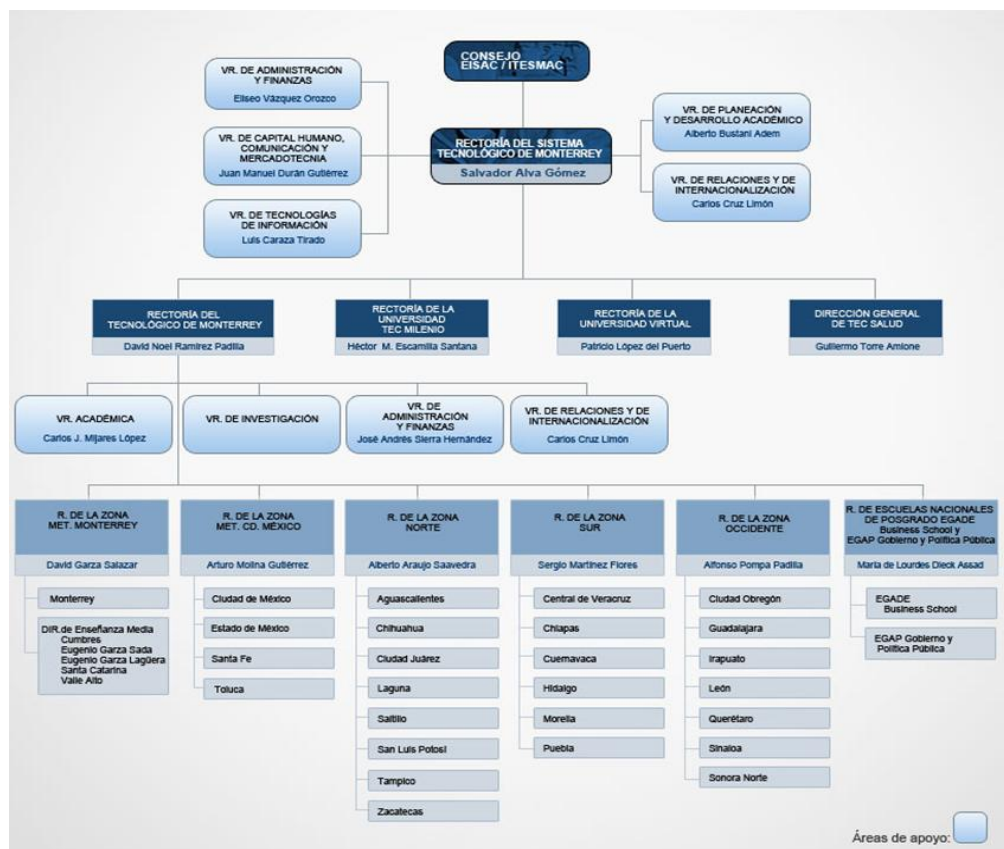 CONSEJO
EISAC / ITESMAC
VR. DE ADMINISTRACIÓN
Y FINANZAS
Eliseo Vázquez Orozco
VR. DE CAPITAL HUMANO,
COMUNICACIÓN Y
MERCADOTECNIA
Juan Manuel Durán Gutiérrez
VR. DE TECNOLOGÍAS
DE INFORMACIÓN
Luis Caraza Tirado
RECTORÍA DEL SISTEMA
TECNOLÓGICO DE MONTERREY
Salvador Alva Gómez
VR. DE PLANEACIÓN
Y DESARROLLO ACADÉMICO
Alberto Bustani Adem
VR. DE RELACIONES Y DE
INTERNACIONALIZACIÓN
Carlos Cruz Limón
RECTORÍA DEL
TECNOLÓGICO DE MONTERREY
David Noel Ramírez Padilla
RECTORÍA DE LA
UNIVERSIDAD
TEC MILENIO
Héctor M. Escamilla Santana
RECTORÍA DE LA
UNIVERSIDAD VIRTUAL
Patricio López del Puerto
DIRECCIÓN GENERAL
DE TEC SALUD
Guillermo Torre Amione
VR. ACADÉMICA
Carlos J. Mijares López
VR. DE INVESTIGACIÓN
VR. DE
ADMINISTRACIÓN
Y FINANZAS
José Andrés Sierra Hernández
VR. DE RELACIONES Y DE
INTERNACIONALIZACIÓN
Carlos Cruz Limón
R. DE LA ZONA
MET. MONTERREY
David Garza Salazar
Monterrey
DIR.de Enseñanza Media
Cumbres
Eugenio Garza Sada
Eugenio Garza Lagüera
Santa Catarina
Valle Alto
R. DE LA ZONA
MET. CD. MÉXICO
Arturo Molina Gutiérrez
Ciudad de México
Estado de México
Santa Fe
Toluca
R. DE LA ZONA
NORTE
Alberto Araujo Saavedra
Aguascalientes
Chihuahua
Ciudad Juárez
Laguna
Saltillo
San Luis Potosí
Tampico
Zacatecas
R. DE LA ZONA
SUR
Sergio Martínez Flores
Central de Veracruz
Chiapas
Cuernavaca
Hidalgo
Morelia
Puebla
R. DE LA ZONA
OCCIDENTE
Alfonso Pompa Padilla
Ciudad Obregón
Guadalajara
Irapuato
León
Querétaro
Sinaloa
Sonora Norte
R. DE ESCUELAS NACIONALES
DE POSGRADO EGADE
Business School y
EGAP Gobierno y Política Pública
María de Lourdes Dieck Assad
EGADE
Business School
EGAP Gobierno y
Política Pública
Áreas de apoyo: